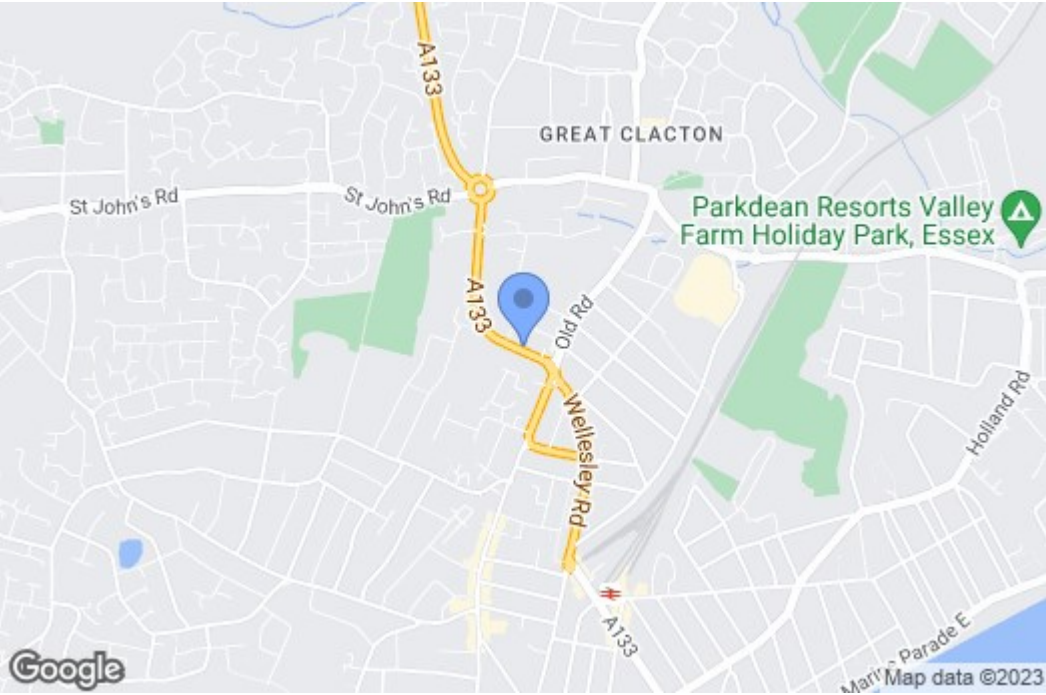 A133
GREAT CLACTON
St John's Rd
St John's Rd
Parkdean Resorts Valley
Farm Holiday Park, Essex
A133
Old Rd
Wellesley Rd
Holland Rd
A133
Marine Parade E
Google
Map data ©2023